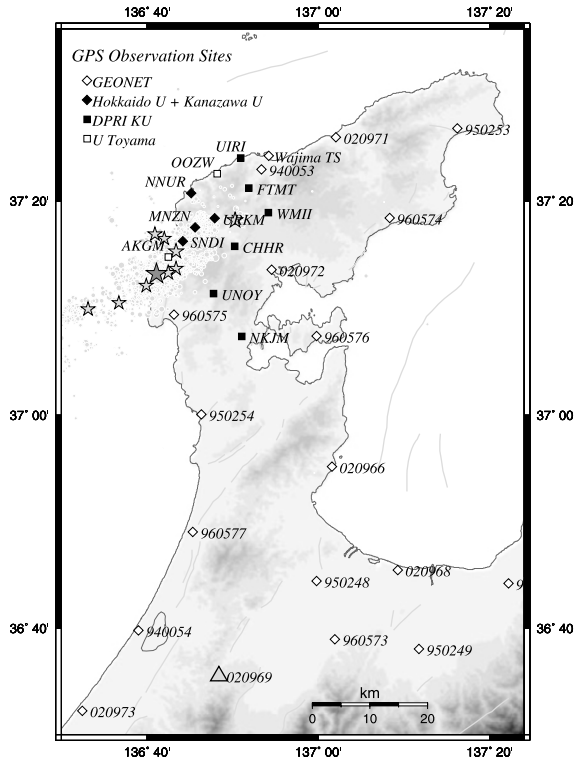 136˚ 40' 137˚ 00' 137˚ 20'
GPS Observation Sites
GEONET
Hokkaido U + Kanazawa U
DPRI KU
U Toyama
020971
950253
UIRI
OOZW
Wajima TS
940053
NNUR
FTMT
37˚ 20' 37˚ 20'
MNZN
URKM
WMII
960574
AKGM
SNDI
CHHR
020972
UNOY
960575
NKJM
960576
37˚ 00' 37˚ 00'
950254
020966
960577
020968
950248
9
36˚ 40' 36˚ 40'
940054
960573
950249
020969
km
020973
0 10 20
136˚ 40' 137˚ 00' 137˚ 20'